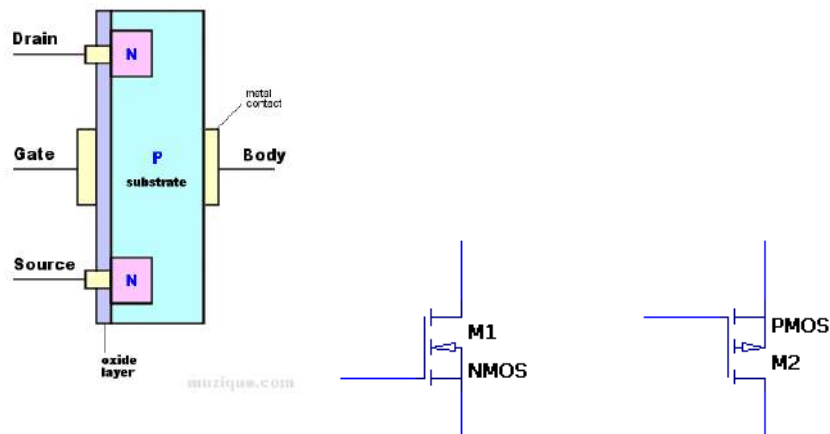 Drain
N
metal
contact
Gate
P
Body
substrate
Source
N
oxide
layer
muzique.com
M1
NMOS
PMOS
M2